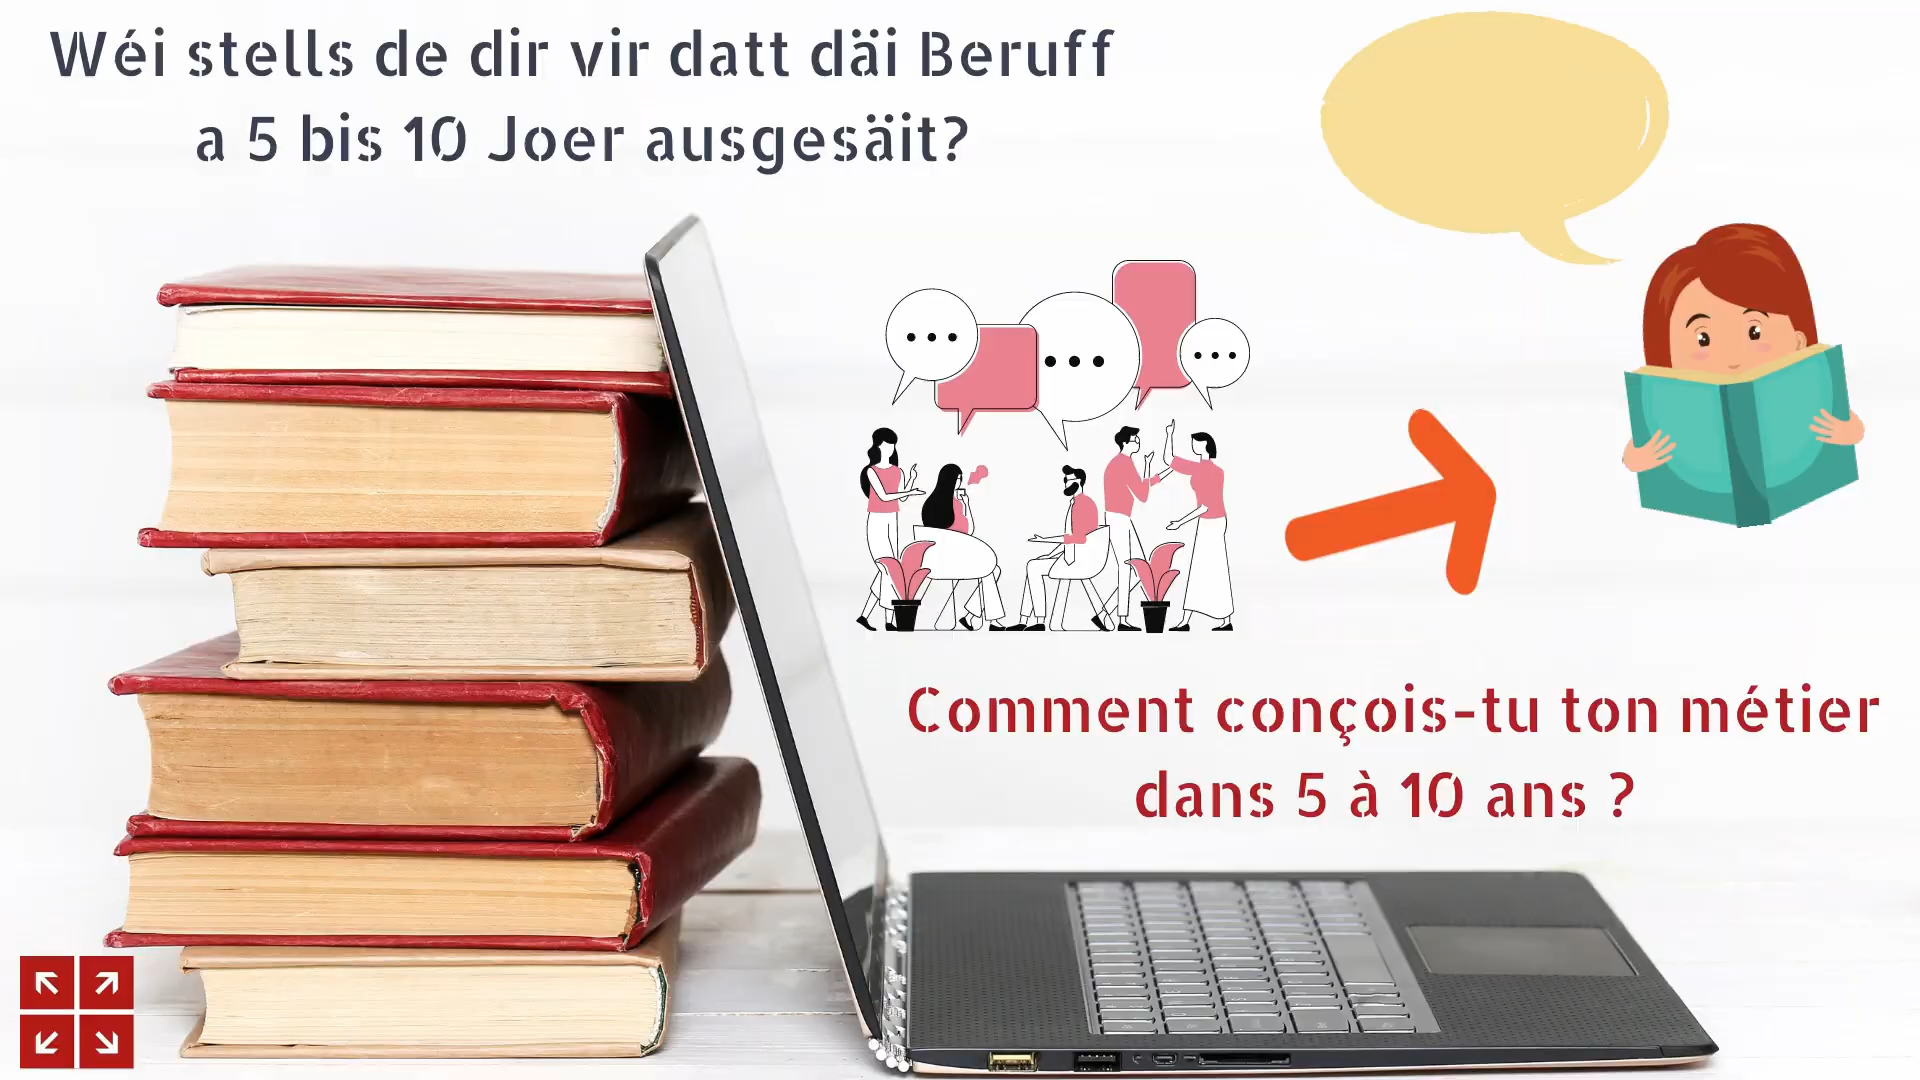 Wéi stells de dir vir datt däi Beruff
a 5 bis 10 Joer ausgesäit?
Comment conçois-tu ton métier
dans 5 à 10 ans ?